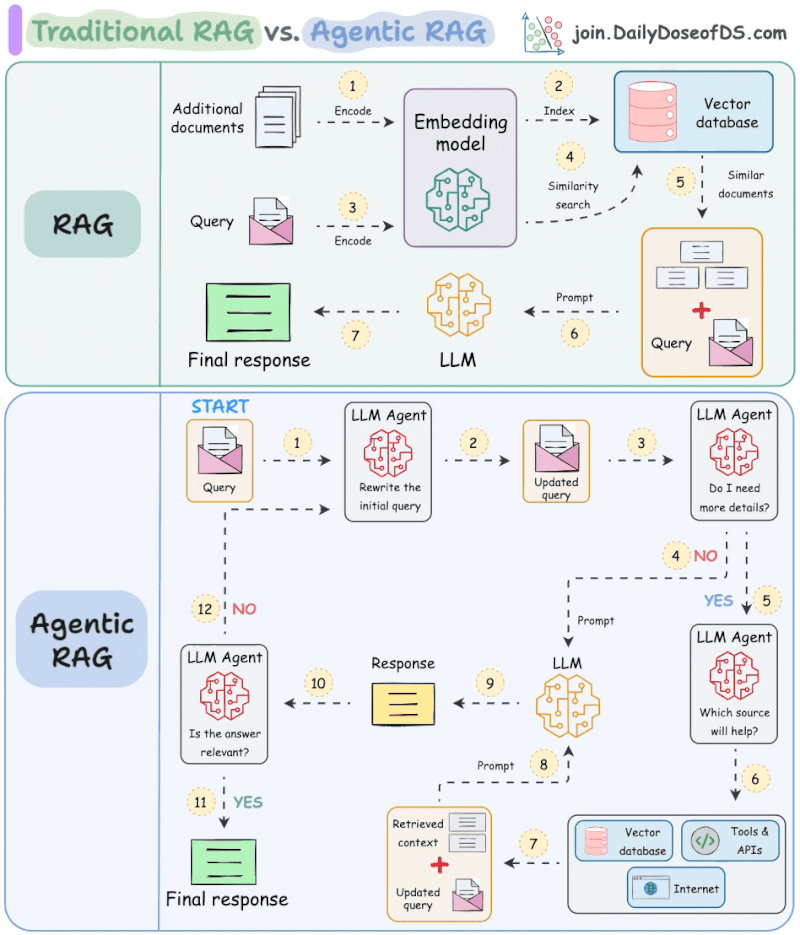 Traditional RAG vs. Agentic RAG
join.DailyDoseofDS.com
RAG
Additional
documents
1
Encode
Embedding
model
2
Index
Vector
database
Query
3
Encode
4
Similarity
search
5
Similar
documents
Query
Prompt
6
LLM
7
Final response
Agentic
RAG
START
Query
1
LLM Agent
Rewrite the
initial query
2
Updated
query
3
LLM Agent
Do I need
more details?
4 NO
Prompt
YES 5
LLM Agent
Which source
will help?
6
Vector
database
Tools &
APIs
Internet
7
Retrieved
context
Updated
query
Prompt
8
LLM
9
Response
10
LLM Agent
Is the answer
relevant?
12 NO
11 YES
Final response